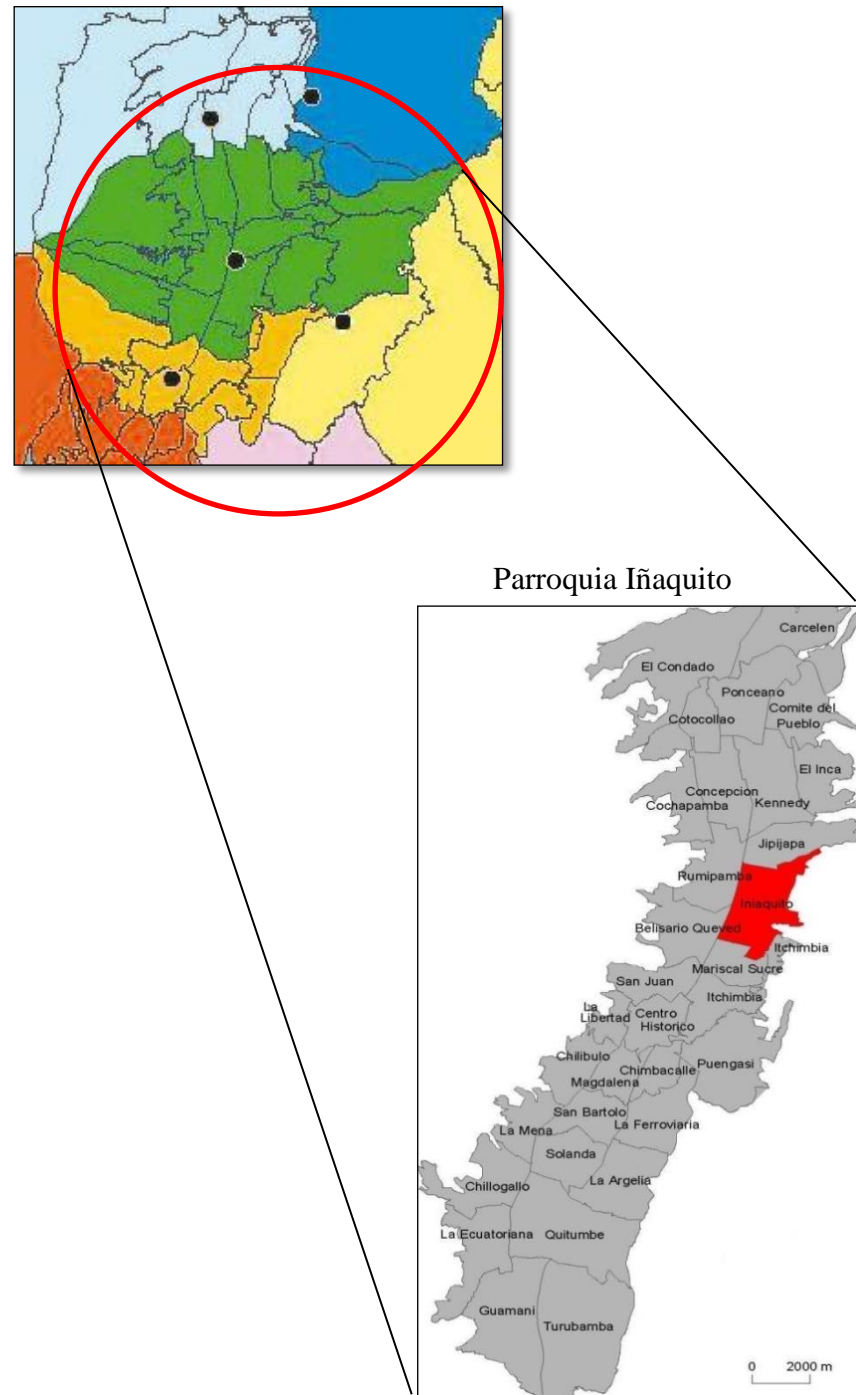 Parroquia Iñaquito
Carcelen
El Condado
Ponceano
Comite del
Pueblo
Cotocollao
El Inca
Concepcion
Kennedy
Cochapamba
Jipijapa
Rumipamba
Iniaquito
Belisario Queved
Itchimbia
Mariscal Sucre
San Juan
Itchimbia
La
Libertad
Centro
Historico
Chilibulo
Puengasi
Chimbacalle
Magdalena
San Bartolo
La Ferroviaria
La Mena
Solanda
La Argelia
Chillogallo
La Ecuatoriana
Quitumbe
Guamani
Turubamba
0 2000 m